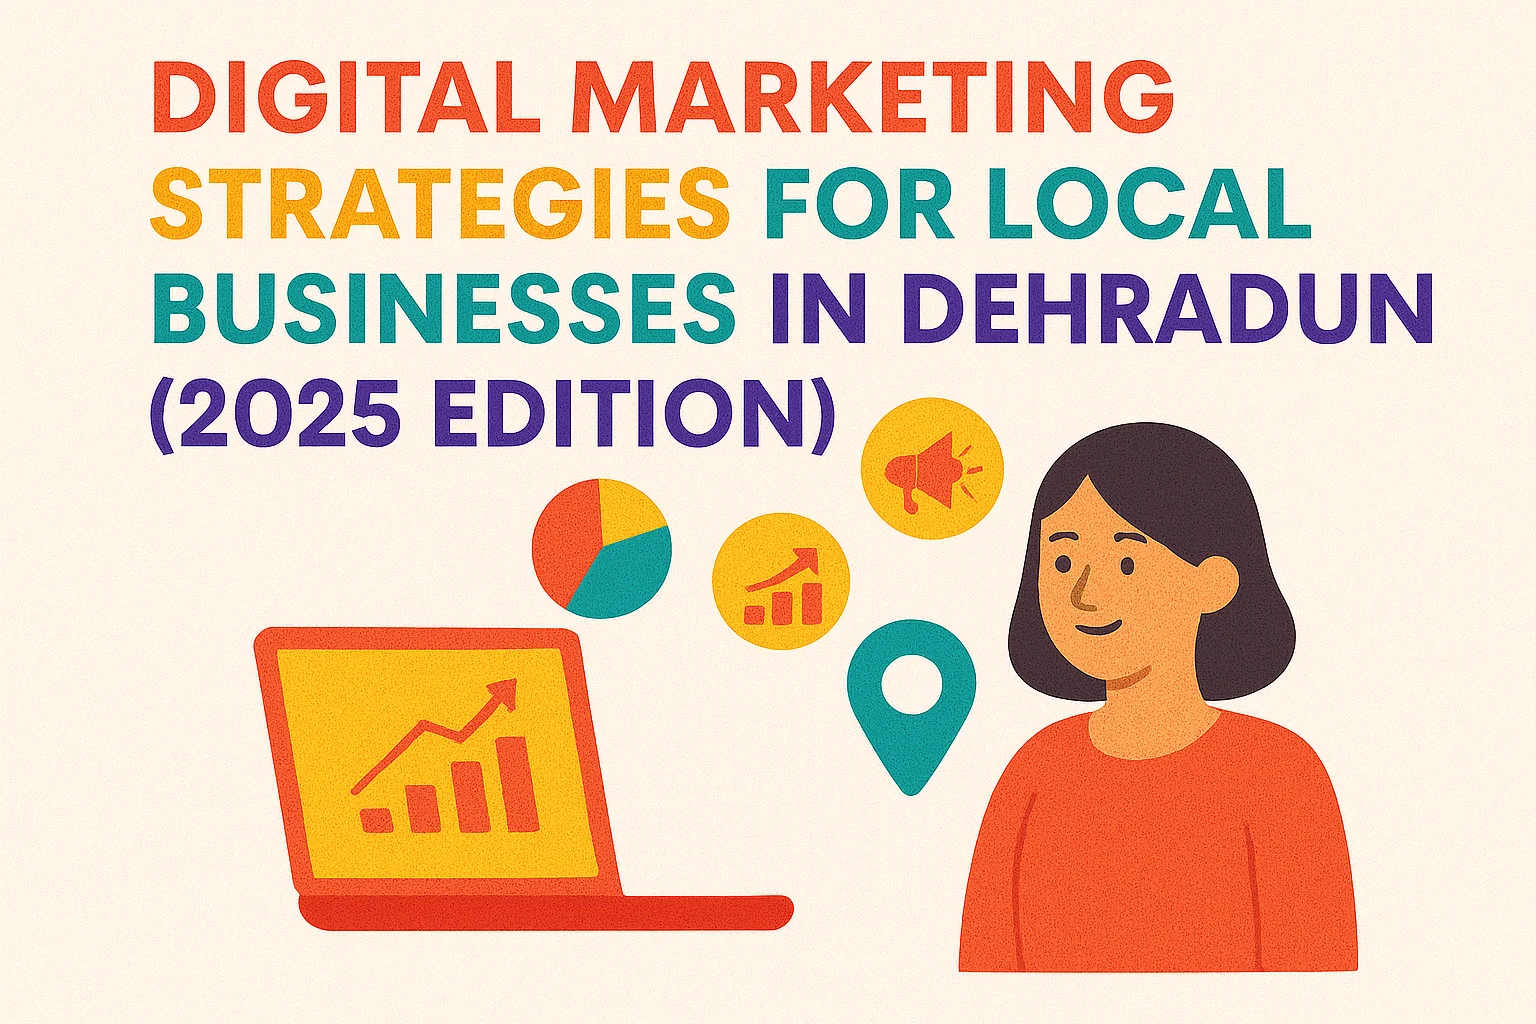 DIGITAL MARKETING
STRATEGIES FOR LOCAL
BUSINESSES IN DEHRADUN
(2025 EDITION)